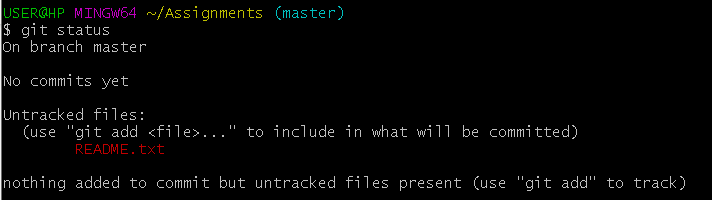 USER@HP MINGW64 ~/Assignments (master)
$ git status
On branch master
No commits yet
Untracked files:
(use "git add <file>..." to include in what will be committed)
README.txt
nothing added to commit but untracked files present (use "git add" to track)